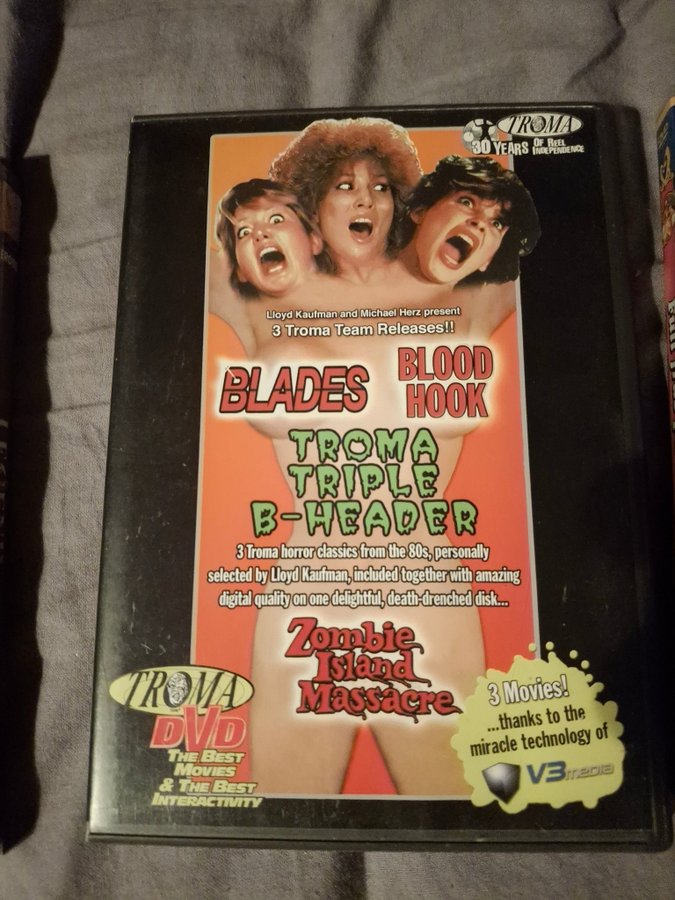 TROMA
30 YEARS OF REEL INDEPENDENCE
Lloyd Kaufman and Michael Herz present
3 Troma Team Releases!!
BLADES
BLOOD
HOOK
TROMA
TRIPLE
B-HEADER
3 Troma horror classics from the 80s, personally
selected by Lloyd Kaufman, included together with amazing
digital quality on one delightful, death-drenched disk...
Zombie
Island
Massacre
TROMA
DVD
THE BEST
MOVIES
& THE BEST
INTERACTIVITY
3 Movies!
...thanks to the
miracle technology of
V3media